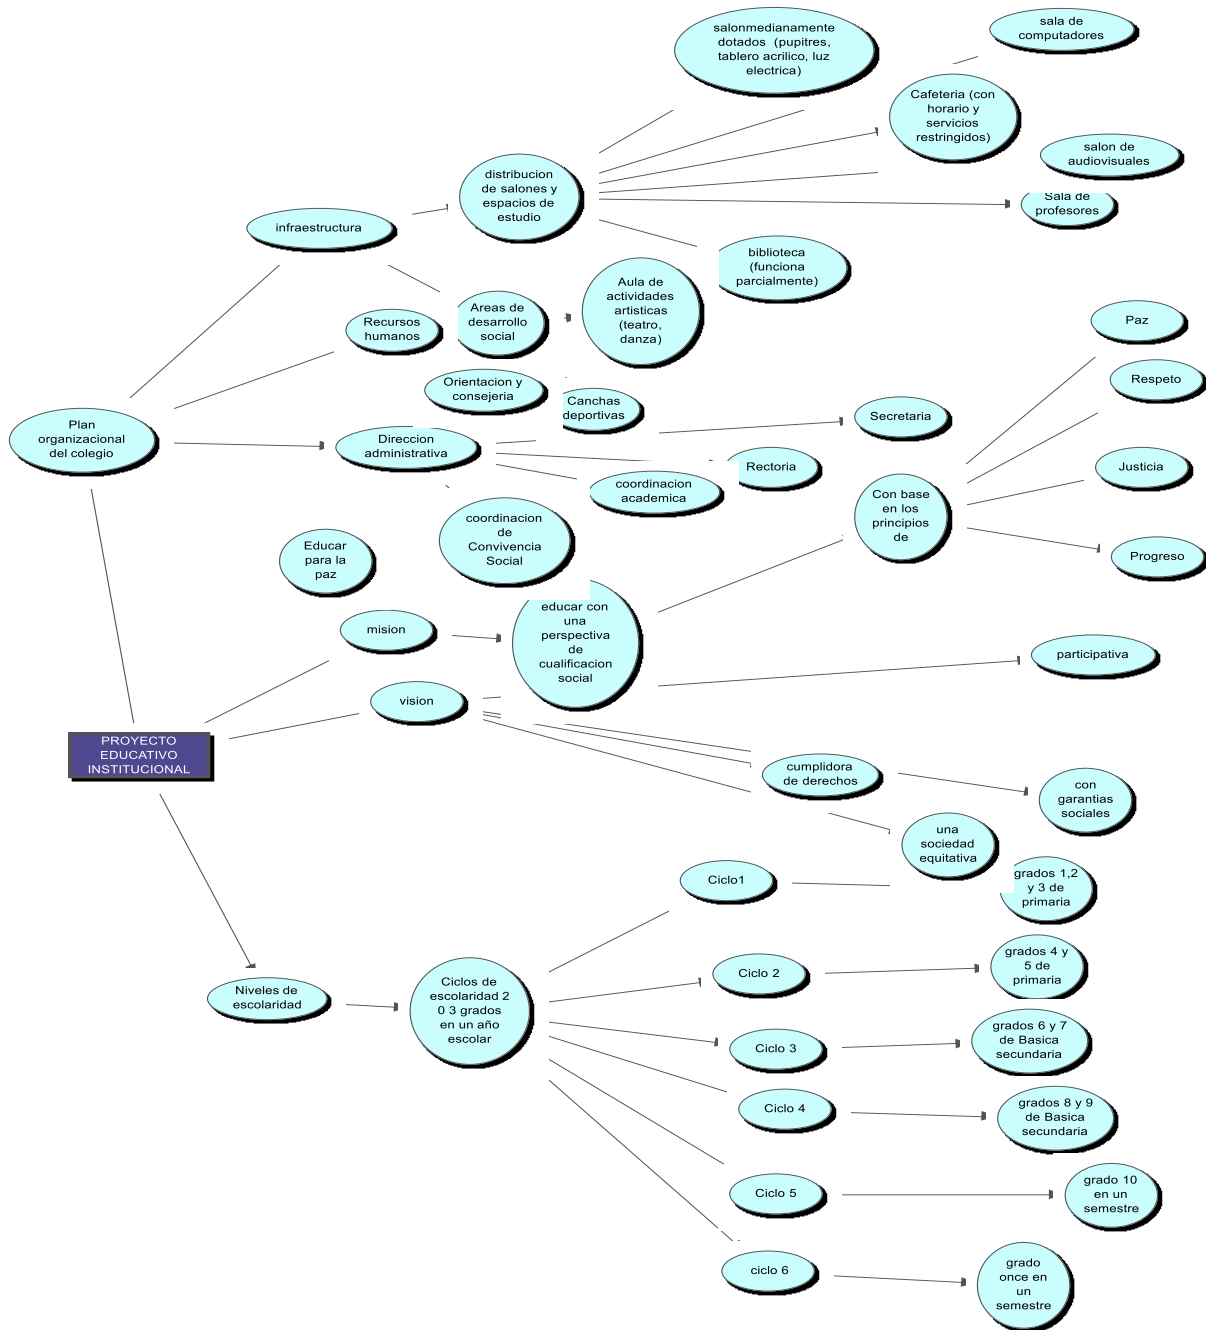 salonmedianamente
dotados (pupitres,
tablero acrilico, luz
electrica)
sala de
computadores
Cafeteria (con
horario y
servicios
restringidos)
salon de
audiovisuales
Sala de
profesores
distribucion
de salones y
espacios de
estudio
infraestructura
biblioteca
(funciona
parcialmente)
Aula de
actividades
artisticas
(teatro,
danza)
Areas de
desarrollo
social
Recursos
humanos
Orientacion y
consejeria
Canchas
deportivas
Plan
organizacional
del colegio
Direccion
administrativa
Secretaria
Rectoria
coordinacion
academica
coordinacion
de
Convivencia
Social
Paz
Respeto
Justicia
Progreso
Con base
en los
principios
de
Educar
para la
paz
mision
educar con
una
perspectiva
de
cualificacion
social
vision
participativa
PROYECTO
EDUCATIVO
INSTITUCIONAL
cumplidora
de derechos
con
garantias
sociales
una
sociedad
equitativa
Ciclo1
grados 1,2
y 3 de
primaria
Niveles de
escolaridad
Ciclos de
escolaridad 2
0 3 grados
en un año
escolar
Ciclo 2
grados 4 y
5 de
primaria
Ciclo 3
grados 6 y 7
de Basica
secundaria
Ciclo 4
grados 8 y 9
de Basica
secundaria
Ciclo 5
grado 10
en un
semestre
ciclo 6
grado
once en
un
semestre